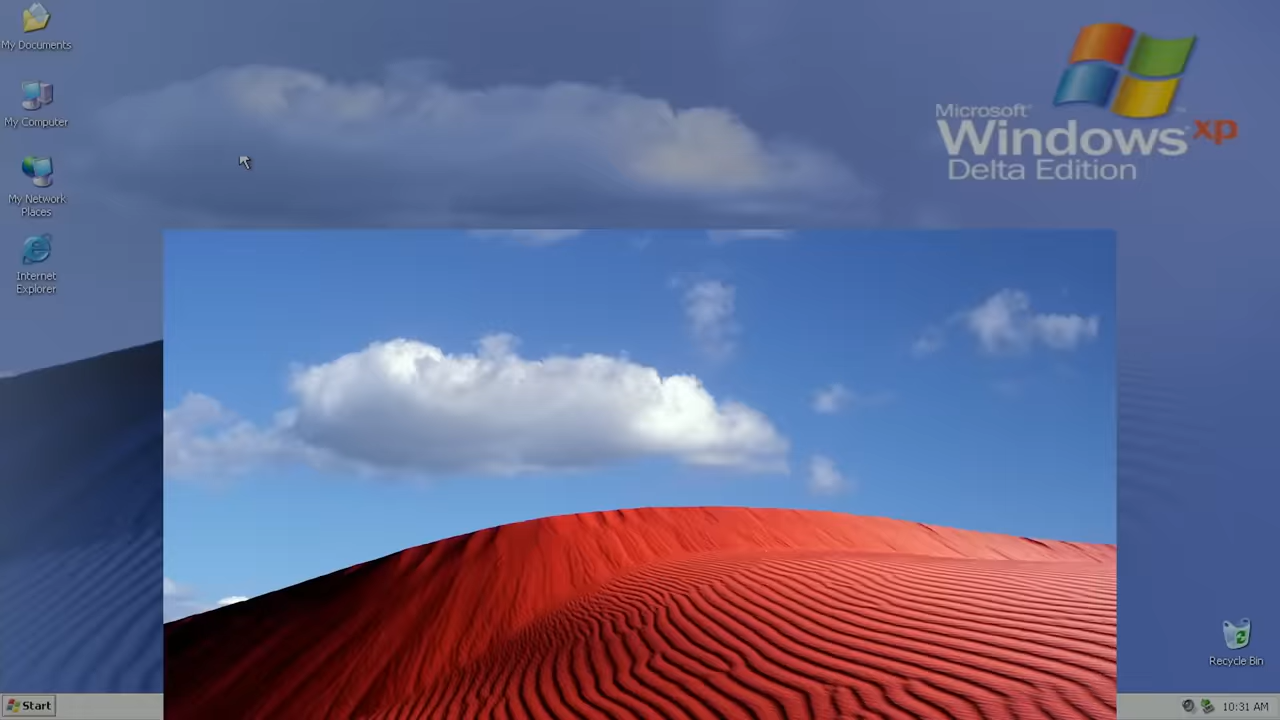 My Documents
My Computer
My Network
Places
Internet
Explorer
Microsoft®
Windows xp
Delta Edition
Recycle Bin
Start
10:31 AM